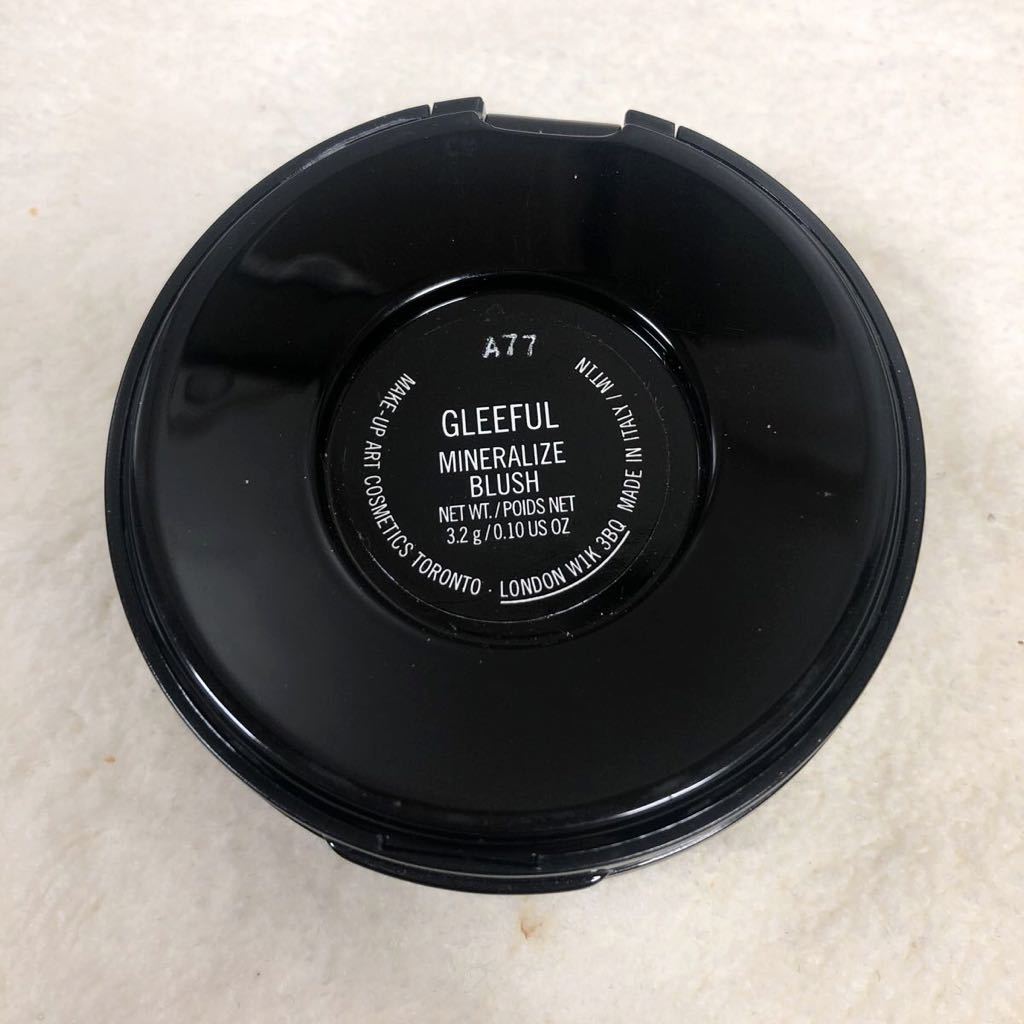 A77
GLEEFUL
MINERALIZE
BLUSH
NET WT./POIDS NET
3.2 g/0.10 US OZ
MAKE-UP ART COSMETICS TORONTO · LONDON W1K 3BQ MADE IN ITALY / MT1N